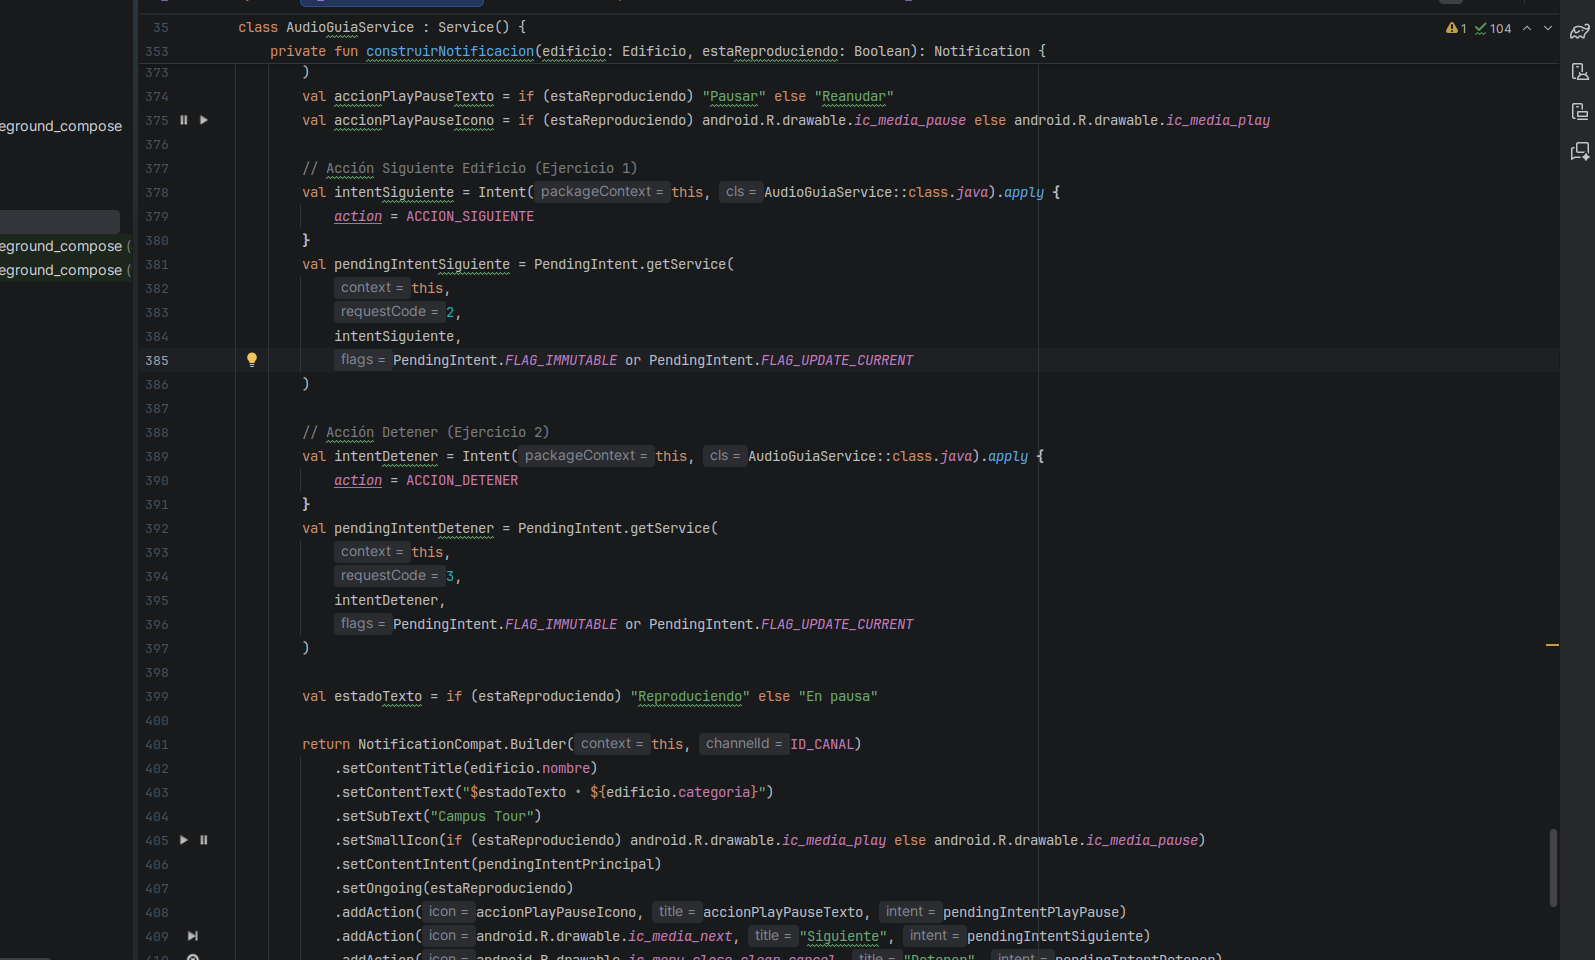 35 class AudioGuiaService : Service() {
1 104
353 private fun construirNotificacion(edificio: Edificio, estaReproduciendo: Boolean): Notification {
373 )
374 val accionPlayPauseTexto = if (estaReproduciendo) "Pausar" else "Reanudar"
375 val accionPlayPauseIcono = if (estaReproduciendo) android.R.drawable.ic_media_pause else android.R.drawable.ic_media_play
eground_compose
376
377 // Acción Siguiente Edificio (Ejercicio 1)
378 val intentSiguiente = Intent( packageContext = this, cls = AudioGuiaService::class.java).apply {
379 action = ACCION_SIGUIENTE
380 }
eground_compose (
381 val pendingIntentSiguiente = PendingIntent.getService(
eground_compose (
382 context = this,
383 requestCode = 2,
384 intentSiguiente,
385 flags = PendingIntent.FLAG_IMMUTABLE or PendingIntent.FLAG_UPDATE_CURRENT
386 )
387
388 // Acción Detener (Ejercicio 2)
389 val intentDetener = Intent( packageContext = this, cls = AudioGuiaService::class.java).apply {
390 action = ACCION_DETENER
391 }
392 val pendingIntentDetener = PendingIntent.getService(
393 context = this,
394 requestCode = 3,
395 intentDetener,
396 flags = PendingIntent.FLAG_IMMUTABLE or PendingIntent.FLAG_UPDATE_CURRENT
397 )
398
399 val estadoTexto = if (estaReproduciendo) "Reproduciendo" else "En pausa"
400
401 return NotificationCompat.Builder( context = this, channelId = ID_CANAL)
402 .setContentTitle(edificio.nombre)
403 .setContentText("$estadoTexto • ${edificio.categoria}")
404 .setSubText("Campus Tour")
405 .setSmallIcon(if (estaReproduciendo) android.R.drawable.ic_media_play else android.R.drawable.ic_media_pause)
406 .setContentIntent(pendingIntentPrincipal)
407 .setOngoing(estaReproduciendo)
408 .addAction( icon = accionPlayPauseIcono, title = accionPlayPauseTexto, intent = pendingIntentPlayPause)
409 .addAction( icon = android.R.drawable.ic_media_next, title = "Siguiente", intent = pendingIntentSiguiente)
410 .addAction( icon = android.R.drawable.ic_menu_close_clear_cancel, title = "Detener", intent = pendingIntentDetener)